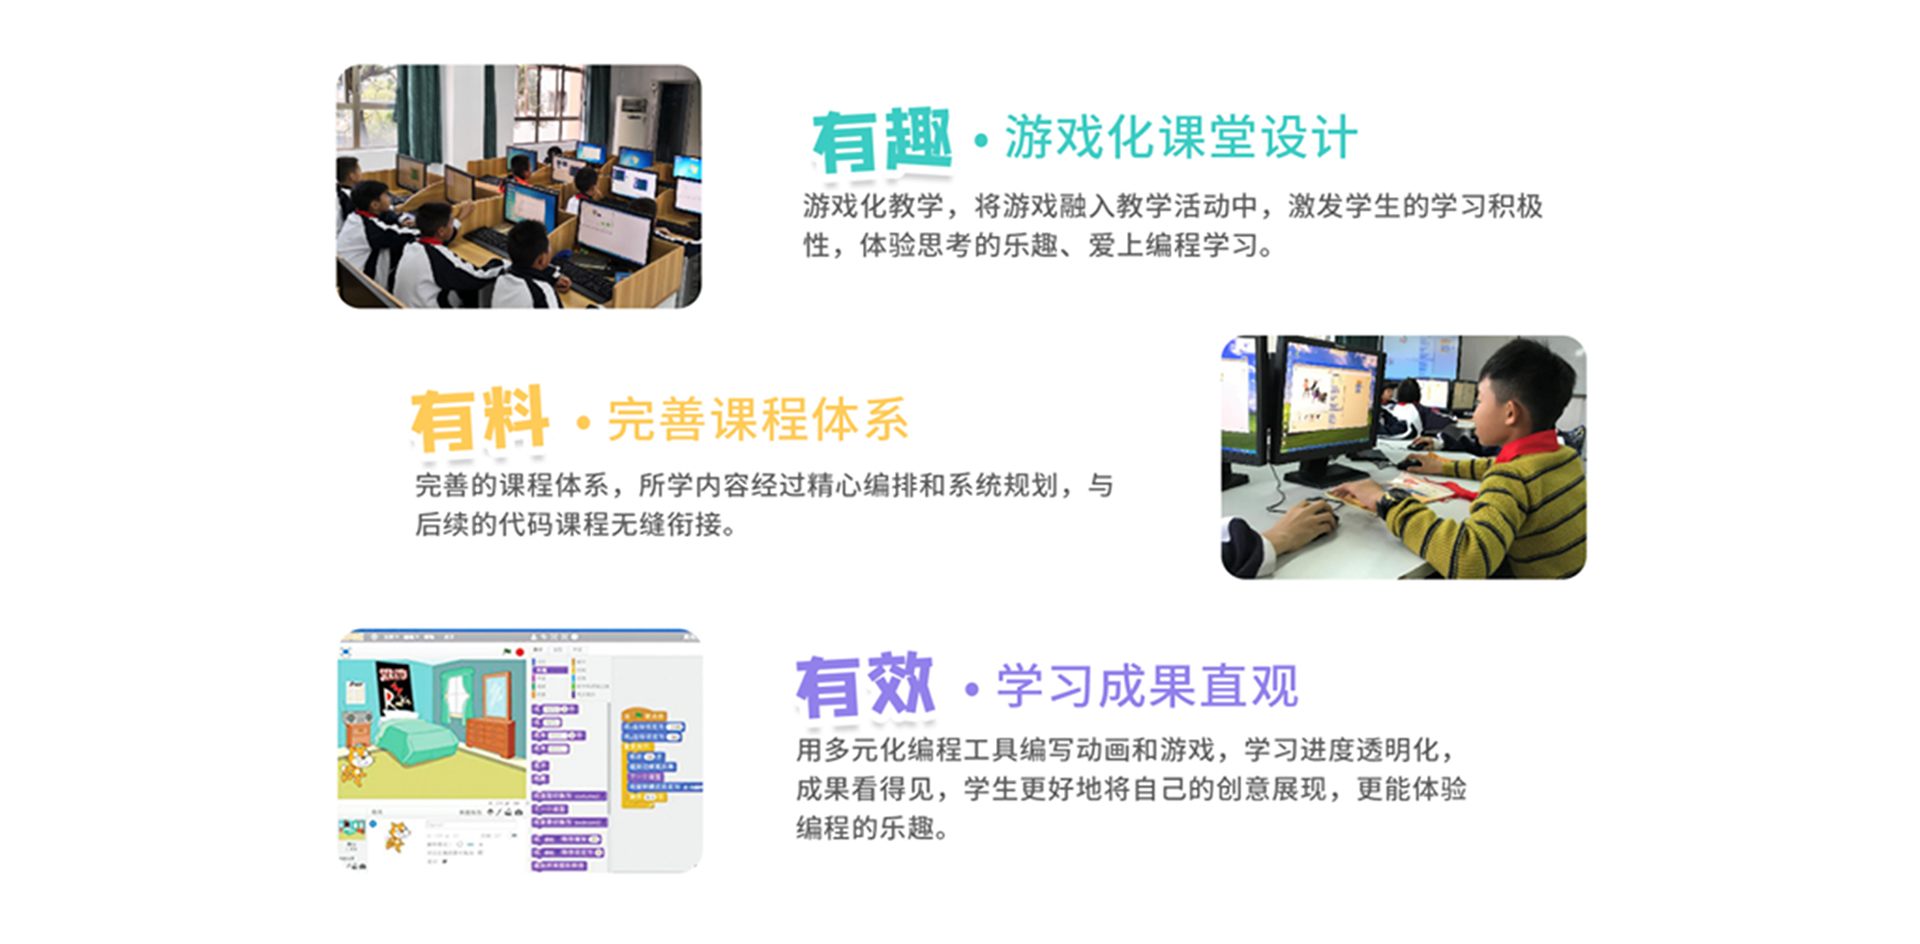 有趣 • 游戏化课堂设计
游戏化教学，将游戏融入教学活动中，激发学生的学习积极
性，体验思考的乐趣、爱上编程学习。
有料 • 完善课程体系
完善的课程体系，所学内容经过精心编排和系统规划，与
后续的代码课程无缝衔接。
有效 • 学习成果直观
用多元化编程工具编写动画和游戏，学习进度透明化，
成果看得见，学生更好地将自己的创意展现，更能体验
编程的乐趣。